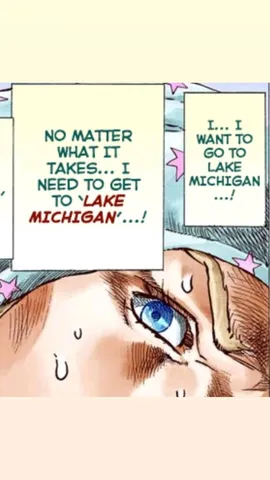 I... I
WANT TO
GO TO
LAKE
MICHIGAN
...!
NO MATTER
WHAT IT
TAKES... I
NEED TO GET
TO 'LAKE
MICHIGAN'...!